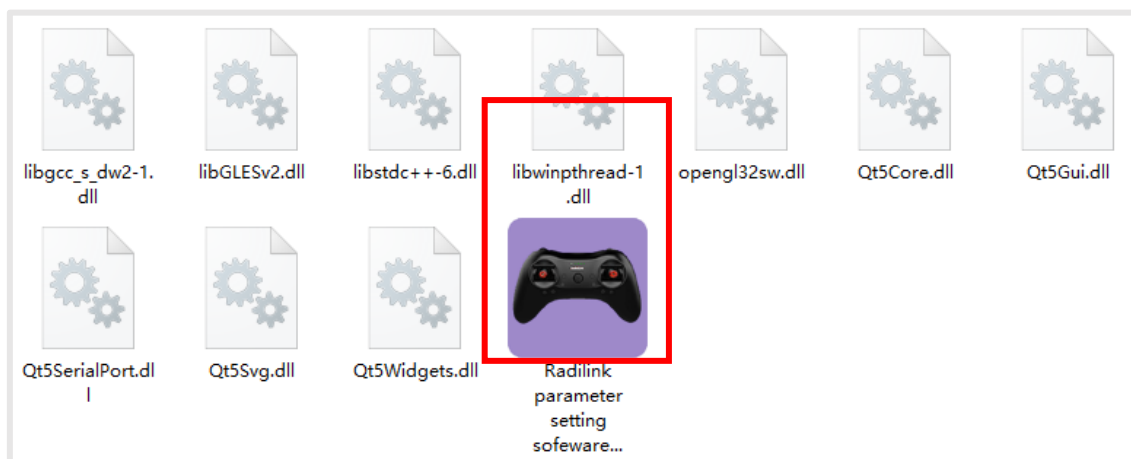 libgcc_s_dw2-1.
dll
libGLESv2.dll
libstdc++-6.dll
libwinpthread-1
.dll
opengl32sw.dll
Qt5Core.dll
Qt5Gui.dll
Qt5SerialPort.dl
l
Qt5Svg.dll
Qt5Widgets.dll
Radilink
parameter
setting
sofeware...